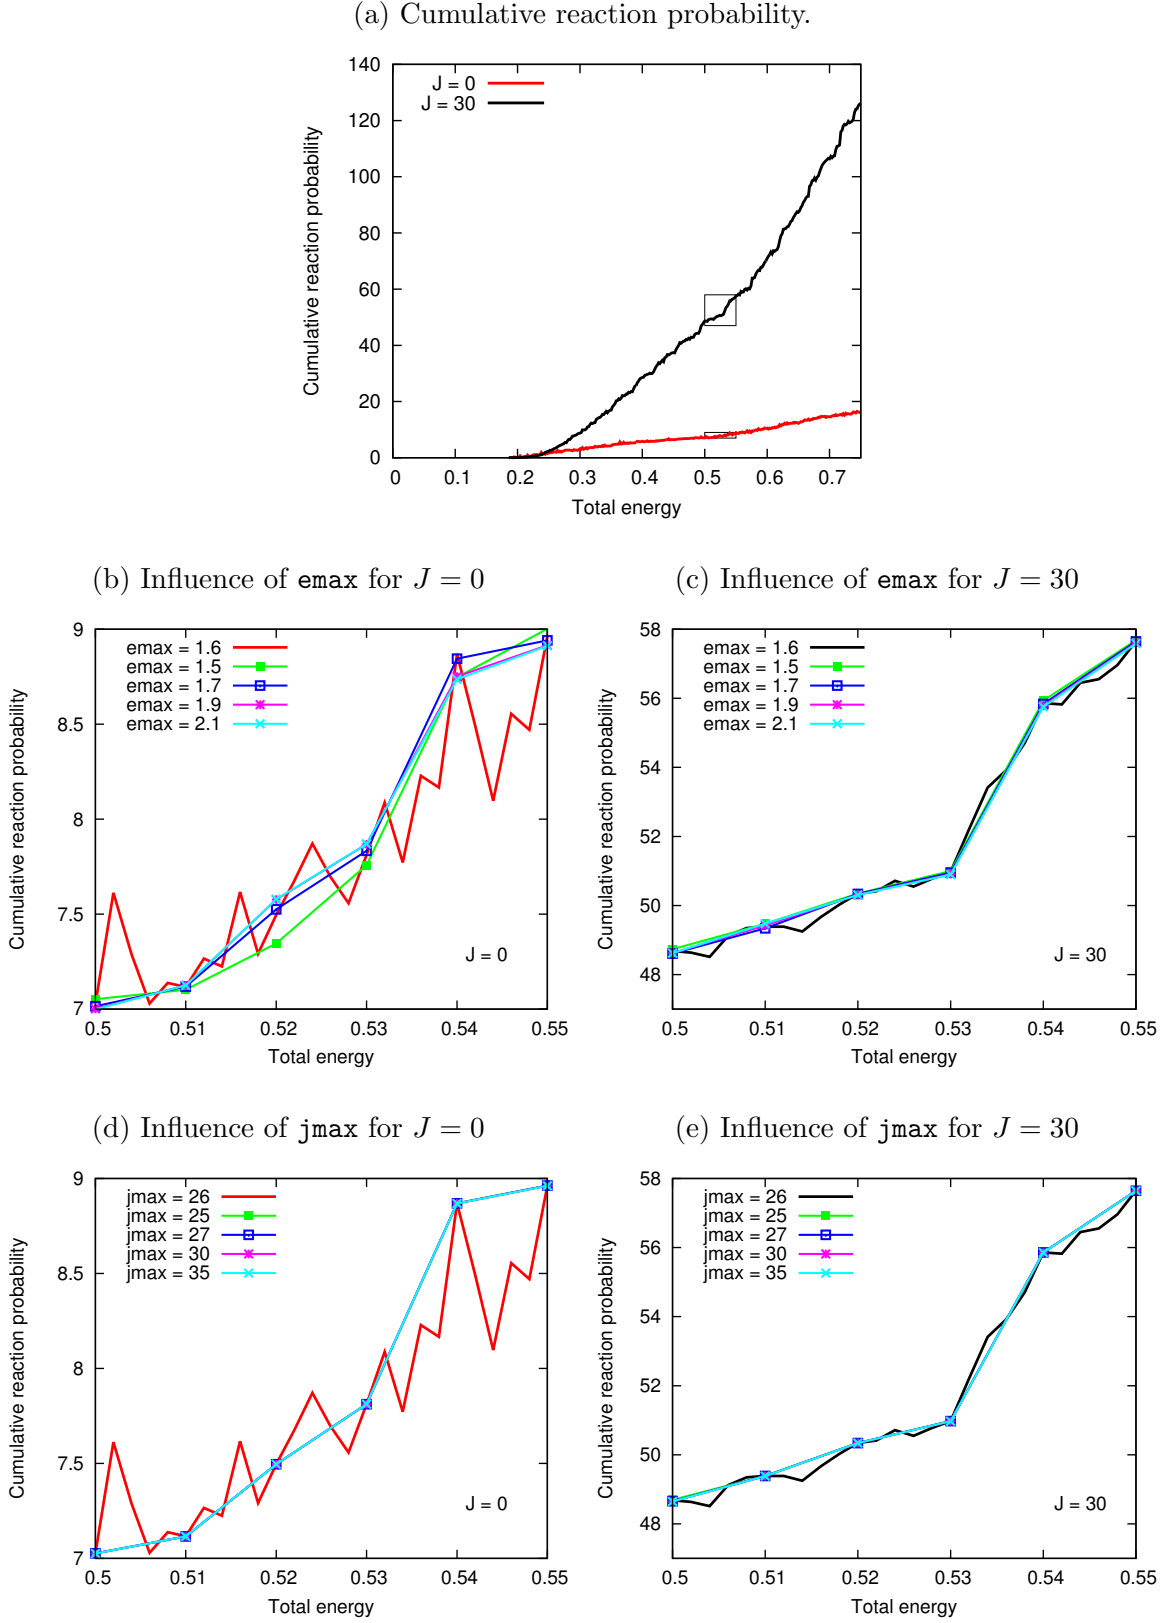 (a) Cumulative reaction probability.
140
120
100
80
60
40
20
0
Cumulative reaction probability
J = 0
J = 30
0 0.1 0.2 0.3 0.4 0.5 0.6 0.7
Total energy
(b) Influence of emax for J = 0
9
8.5
8
7.5
7
Cumulative reaction probability
emax = 1.6
emax = 1.5
emax = 1.7
emax = 1.9
emax = 2.1
J = 0
0.5 0.51 0.52 0.53 0.54 0.55
Total energy
(c) Influence of emax for J = 30
58
56
54
52
50
48
Cumulative reaction probability
emax = 1.6
emax = 1.5
emax = 1.7
emax = 1.9
emax = 2.1
J = 30
0.5 0.51 0.52 0.53 0.54 0.55
Total energy
(d) Influence of jmax for J = 0
9
8.5
8
7.5
7
Cumulative reaction probability
jmax = 26
jmax = 25
jmax = 27
jmax = 30
jmax = 35
J = 0
0.5 0.51 0.52 0.53 0.54 0.55
Total energy
(e) Influence of jmax for J = 30
58
56
54
52
50
48
Cumulative reaction probability
jmax = 26
jmax = 25
jmax = 27
jmax = 30
jmax = 35
J = 30
0.5 0.51 0.52 0.53 0.54 0.55
Total energy